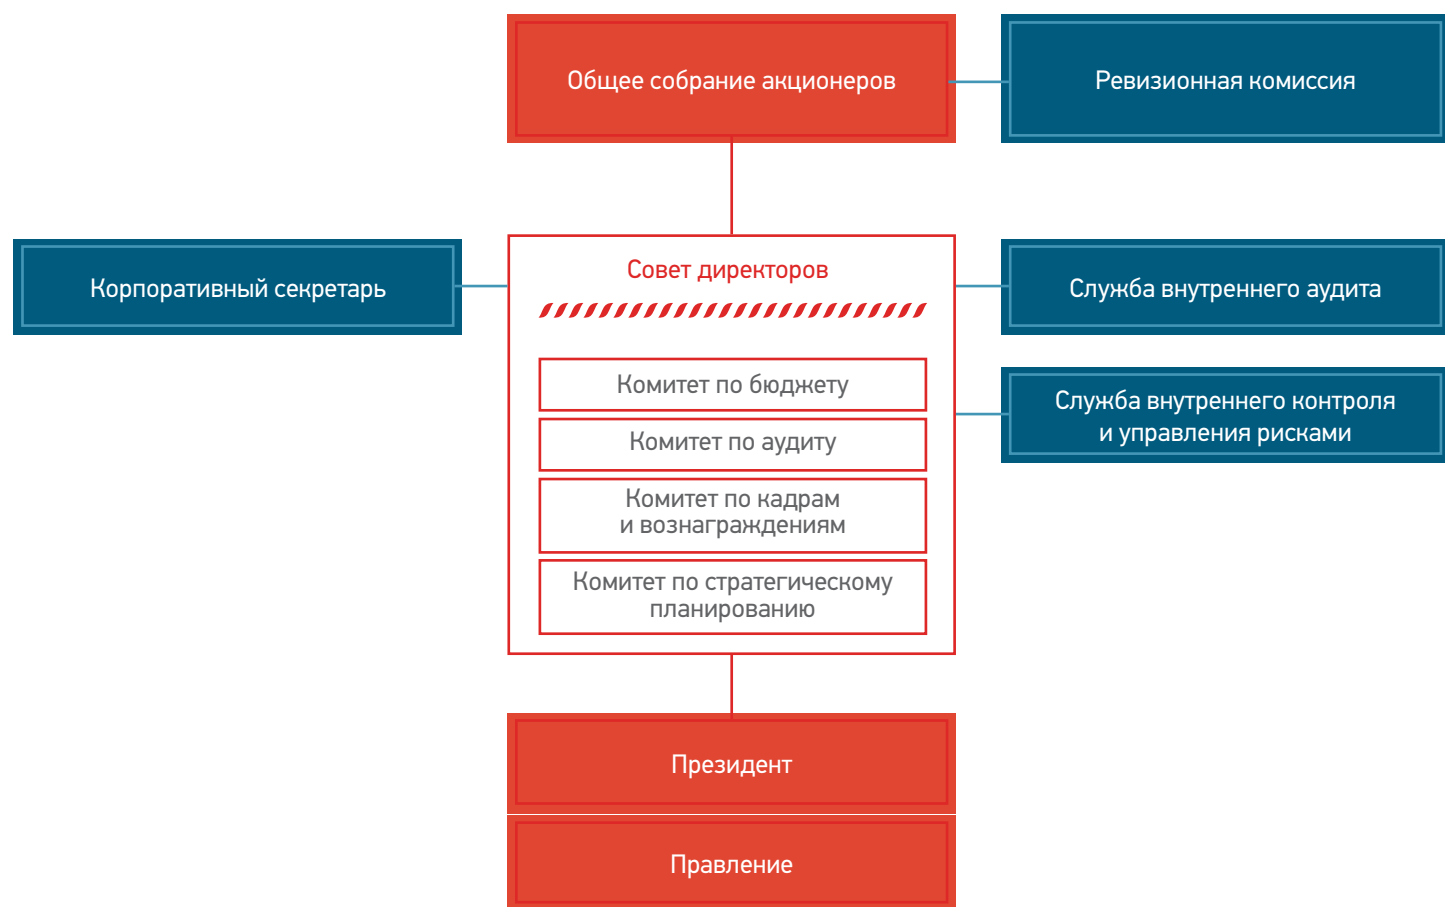 Общее собрание акционеров
Ревизионная комиссия
Корпоративный секретарь
Совет директоров
Служба внутреннего аудита
Комитет по бюджету
Комитет по аудиту
Комитет по кадрам
и вознаграждениям
Комитет по стратегическому
планированию
Служба внутреннего контроля
и управления рисками
Президент
Правление